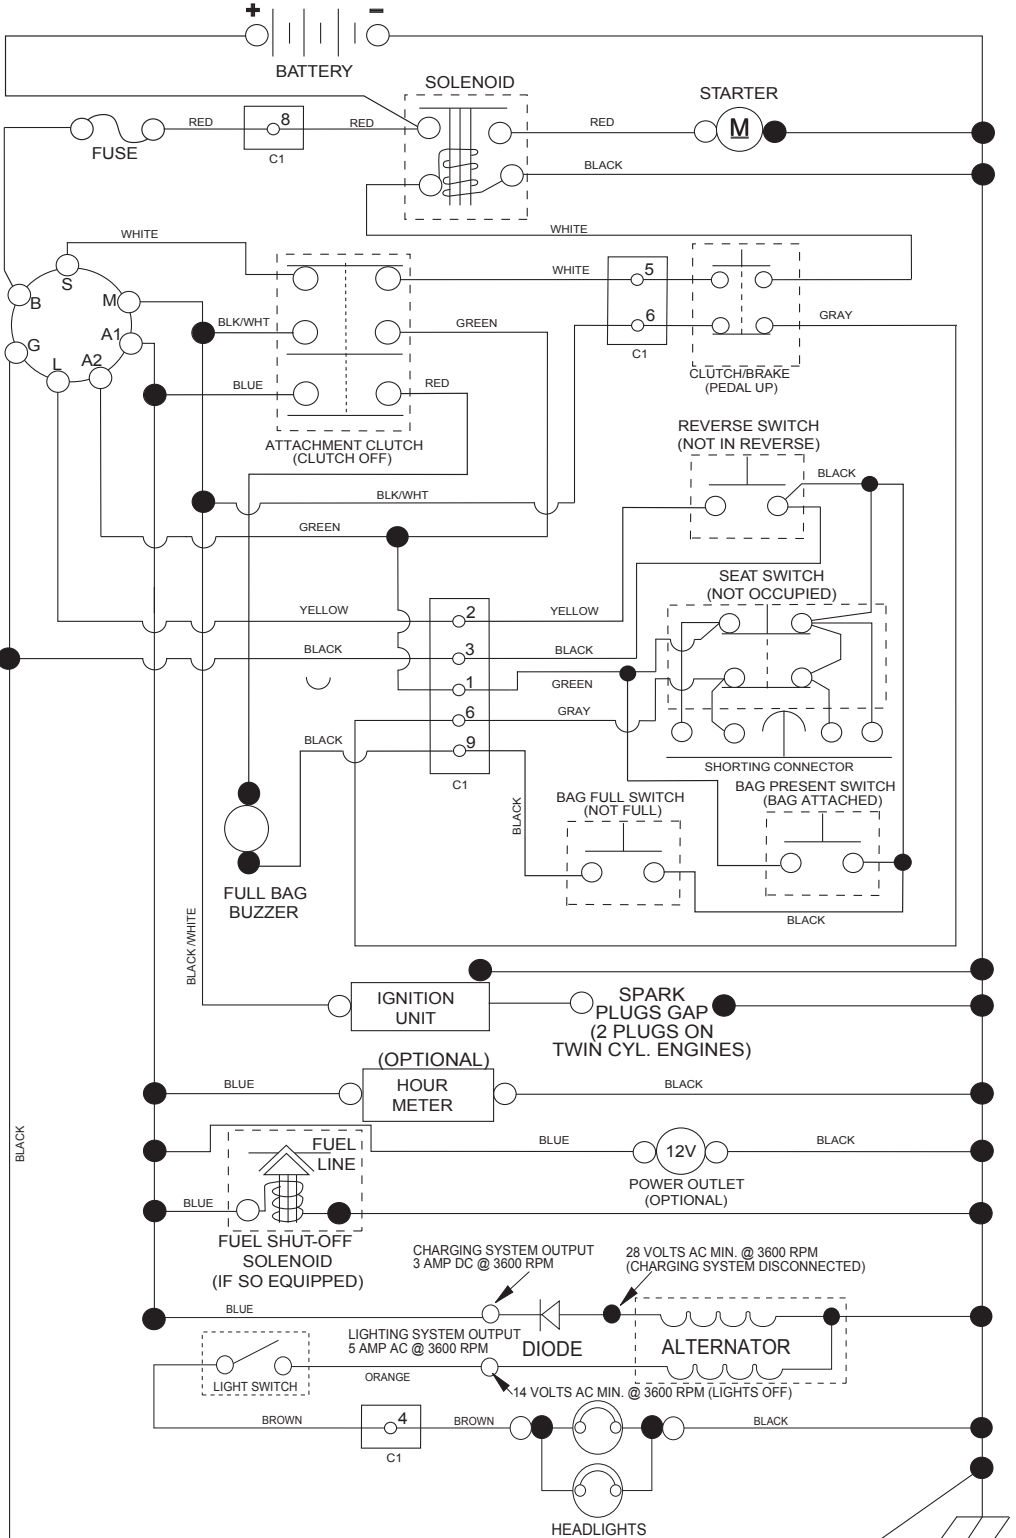 + −
BATTERY
SOLENOID
STARTER
M
RED
8
RED
RED
FUSE
C1
BLACK
WHITE
WHITE
S
B
M
G
A1
L
A2
WHITE
5
BLK/WHT
GREEN
6
GRAY
C1
CLUTCH/BRAKE
(PEDAL UP)
BLUE
RED
ATTACHMENT CLUTCH
(CLUTCH OFF)
REVERSE SWITCH
(NOT IN REVERSE)
BLACK
BLK/WHT
GREEN
SEAT SWITCH
(NOT OCCUPIED)
YELLOW
2
YELLOW
BLACK
3
BLACK
1
GREEN
6
GRAY
BLACK
9
C1
SHORTING CONNECTOR
BAG PRESENT SWITCH
(BAG ATTACHED)
BAG FULL SWITCH
(NOT FULL)
BLACK
FULL BAG
BUZZER
BLACK
BLACK /WHITE
IGNITION
UNIT
SPARK
PLUGS GAP
(2 PLUGS ON
TWIN CYL. ENGINES)
(OPTIONAL)
BLUE
HOUR
METER
BLACK
BLACK
FUEL
LINE
BLUE
12V
BLACK
POWER OUTLET
(OPTIONAL)
BLUE
FUEL SHUT-OFF
SOLENOID
(IF SO EQUIPPED)
CHARGING SYSTEM OUTPUT
3 AMP DC @ 3600 RPM
28 VOLTS AC MIN. @ 3600 RPM
(CHARGING SYSTEM DISCONNECTED)
BLUE
LIGHTING SYSTEM OUTPUT
5 AMP AC @ 3600 RPM
DIODE
ALTERNATOR
LIGHT SWITCH
ORANGE
14 VOLTS AC MIN. @ 3600 RPM (LIGHTS OFF)
BROWN
4
BROWN
BLACK
C1
HEADLIGHTS